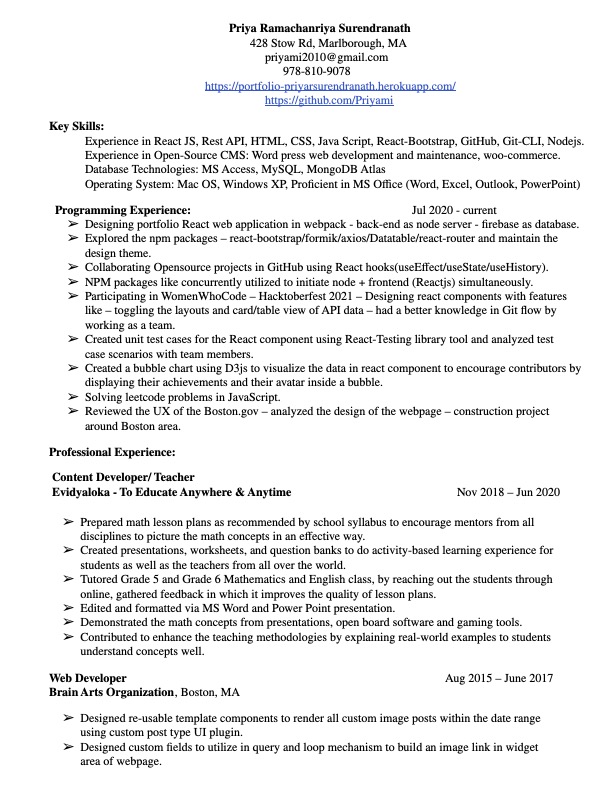 Priya Ramachanriya Surendranath
428 Stow Rd, Marlborough, MA
priyami2010@gmail.com
978-810-9078
https://portfolio-priyarsurendranath.herokuapp.com/
https://github.com/Priyami
Key Skills:
Experience in React JS, Rest API, HTML, CSS, Java Script, React-Bootstrap, GitHub, Git-CLI, Nodejs.
Experience in Open-Source CMS: Word press web development and maintenance, woo-commerce.
Database Technologies: MS Access, MySQL, MongoDB Atlas
Operating System: Mac OS, Windows XP, Proficient in MS Office (Word, Excel, Outlook, PowerPoint)
Programming Experience: Jul 2020 - current
➢ Designing portfolio React web application in webpack - back-end as node server - firebase as database.
➢ Explored the npm packages – react-bootstrap/formik/axios/Datatable/react-router and maintain the
design theme.
➢ Collaborating Opensource projects in GitHub using React hooks(useEffect/useState/useHistory).
➢ NPM packages like concurrently utilized to initiate node + frontend (Reactjs) simultaneously.
➢ Participating in WomenWhoCode – Hacktoberfest 2021 – Designing react components with features
like – toggling the layouts and card/table view of API data – had a better knowledge in Git flow by
working as a team.
➢ Created unit test cases for the React component using React-Testing library tool and analyzed test
case scenarios with team members.
➢ Created a bubble chart using D3js to visualize the data in react component to encourage contributors by
displaying their achievements and their avatar inside a bubble.
➢ Solving leetcode problems in JavaScript.
➢ Reviewed the UX of the Boston.gov – analyzed the design of the webpage – construction project
around Boston area.
Professional Experience:
Content Developer/ Teacher
Evidyaloka - To Educate Anywhere & Anytime Nov 2018 – Jun 2020
➢ Prepared math lesson plans as recommended by school syllabus to encourage mentors from all
disciplines to picture the math concepts in an effective way.
➢ Created presentations, worksheets, and question banks to do activity-based learning experience for
students as well as the teachers from all over the world.
➢ Tutored Grade 5 and Grade 6 Mathematics and English class, by reaching out the students through
online, gathered feedback in which it improves the quality of lesson plans.
➢ Edited and formatted via MS Word and Power Point presentation.
➢ Demonstrated the math concepts from presentations, open board software and gaming tools.
➢ Contributed to enhance the teaching methodologies by explaining real-world examples to students
understand concepts well.
Web Developer Aug 2015 – June 2017
Brain Arts Organization, Boston, MA
➢ Designed re-usable template components to render all custom image posts within the date range
using custom post type UI plugin.
➢ Designed custom fields to utilize in query and loop mechanism to build an image link in widget
area of webpage.